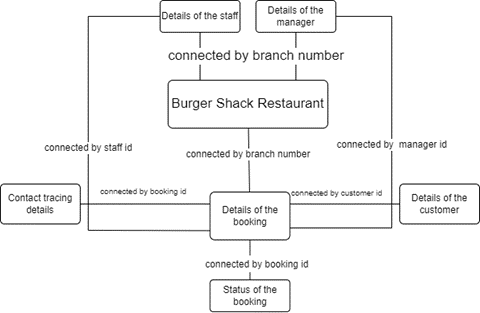 Details of the staff
Details of the
manager
connected by branch number
Burger Shack Restaurant
connected by staff id
connected by branch number
connected by  manager id
Contact tracing
details
connected by booking id
Details of the
booking
connected by customer id
Details of the
customer
connected by booking id
Status of the
booking